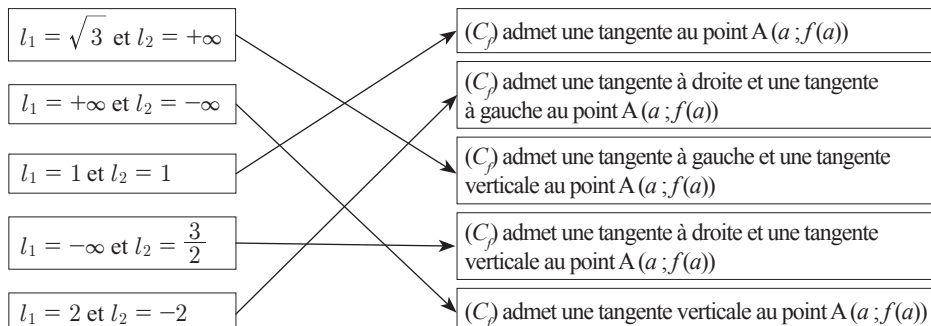 l₁ = √3 et l₂ = +∞
l₁ = +∞ et l₂ = −∞
l₁ = 1 et l₂ = 1
l₁ = −∞ et l₂ = 3/2
l₁ = 2 et l₂ = −2
(C_f) admet une tangente au point A (a ; f(a))
(C_f) admet une tangente à droite et une tangente
à gauche au point A (a ; f(a))
(C_f) admet une tangente à gauche et une tangente
verticale au point A (a ; f(a))
(C_f) admet une tangente à droite et une tangente
verticale au point A (a ; f(a))
(C_f) admet une tangente verticale au point A (a ; f(a))